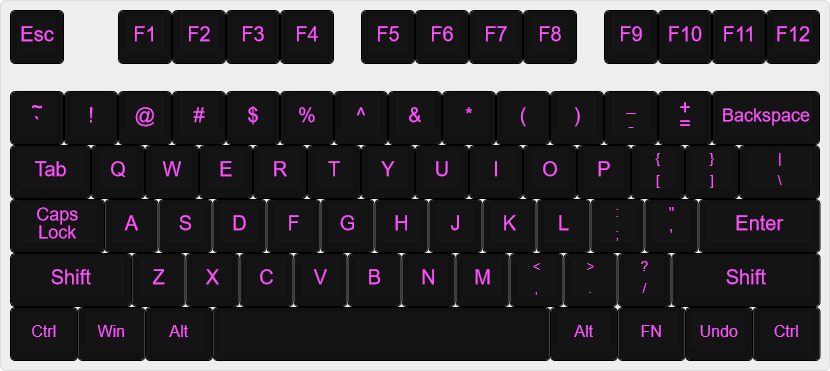 Esc F1 F2 F3 F4 F5 F6 F7 F8 F9 F10 F11 F12
~ ! @ # $ % ^ & * ( ) _ + Backspace
` - =
Tab Q W E R T Y U I O P { } |
[ ] \
Caps Lock A S D F G H J K L : " Enter
; '
Shift Z X C V B N M < > ? Shift
, . /
Ctrl Win Alt Alt FN Undo Ctrl